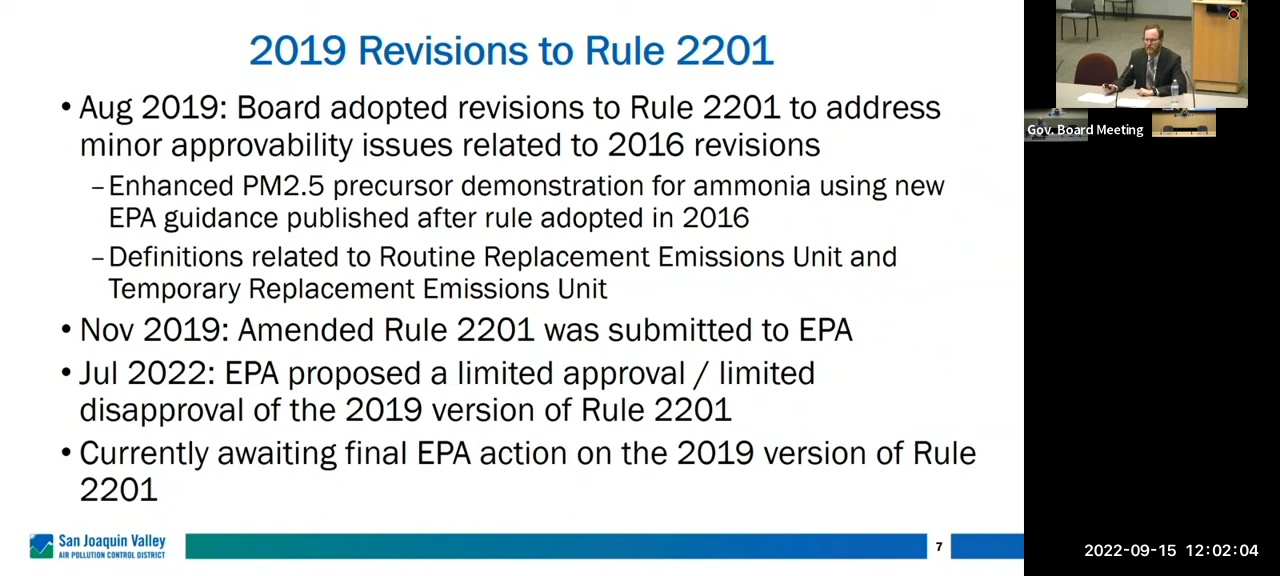 2019 Revisions to Rule 2201
• Aug 2019: Board adopted revisions to Rule 2201 to address
minor approvability issues related to 2016 revisions
– Enhanced PM2.5 precursor demonstration for ammonia using new
EPA guidance published after rule adopted in 2016
– Definitions related to Routine Replacement Emissions Unit and
Temporary Replacement Emissions Unit
• Nov 2019: Amended Rule 2201 was submitted to EPA
• Jul 2022: EPA proposed a limited approval / limited
disapproval of the 2019 version of Rule 2201
• Currently awaiting final EPA action on the 2019 version of Rule
2201
San Joaquin Valley
AIR POLLUTION CONTROL DISTRICT
7
Gov. Board Meeting
2022-09-15 12:02:04